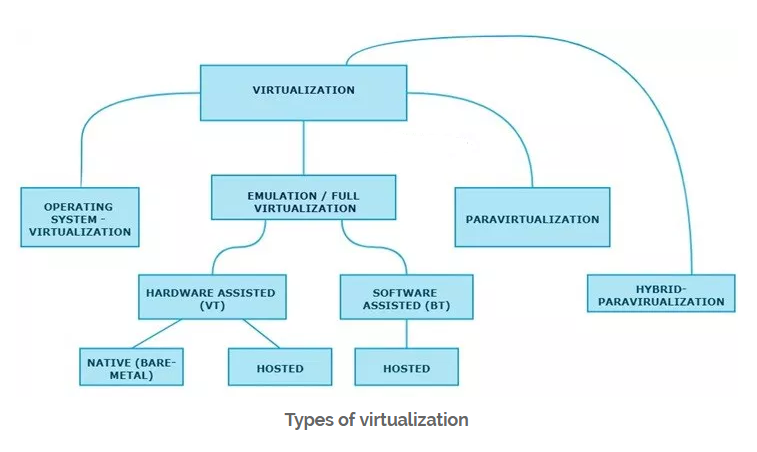 VIRTUALIZATION
OPERATING
SYSTEM -
VIRTUALIZATION
EMULATION / FULL
VIRTUALIZATION
PARAVIRTUALIZATION
HARDWARE ASSISTED
(VT)
SOFTWARE
ASSISTED (BT)
HYBRID-
PARAVIRUALIZATION
NATIVE (BARE-
METAL)
HOSTED
HOSTED
Types of virtualization